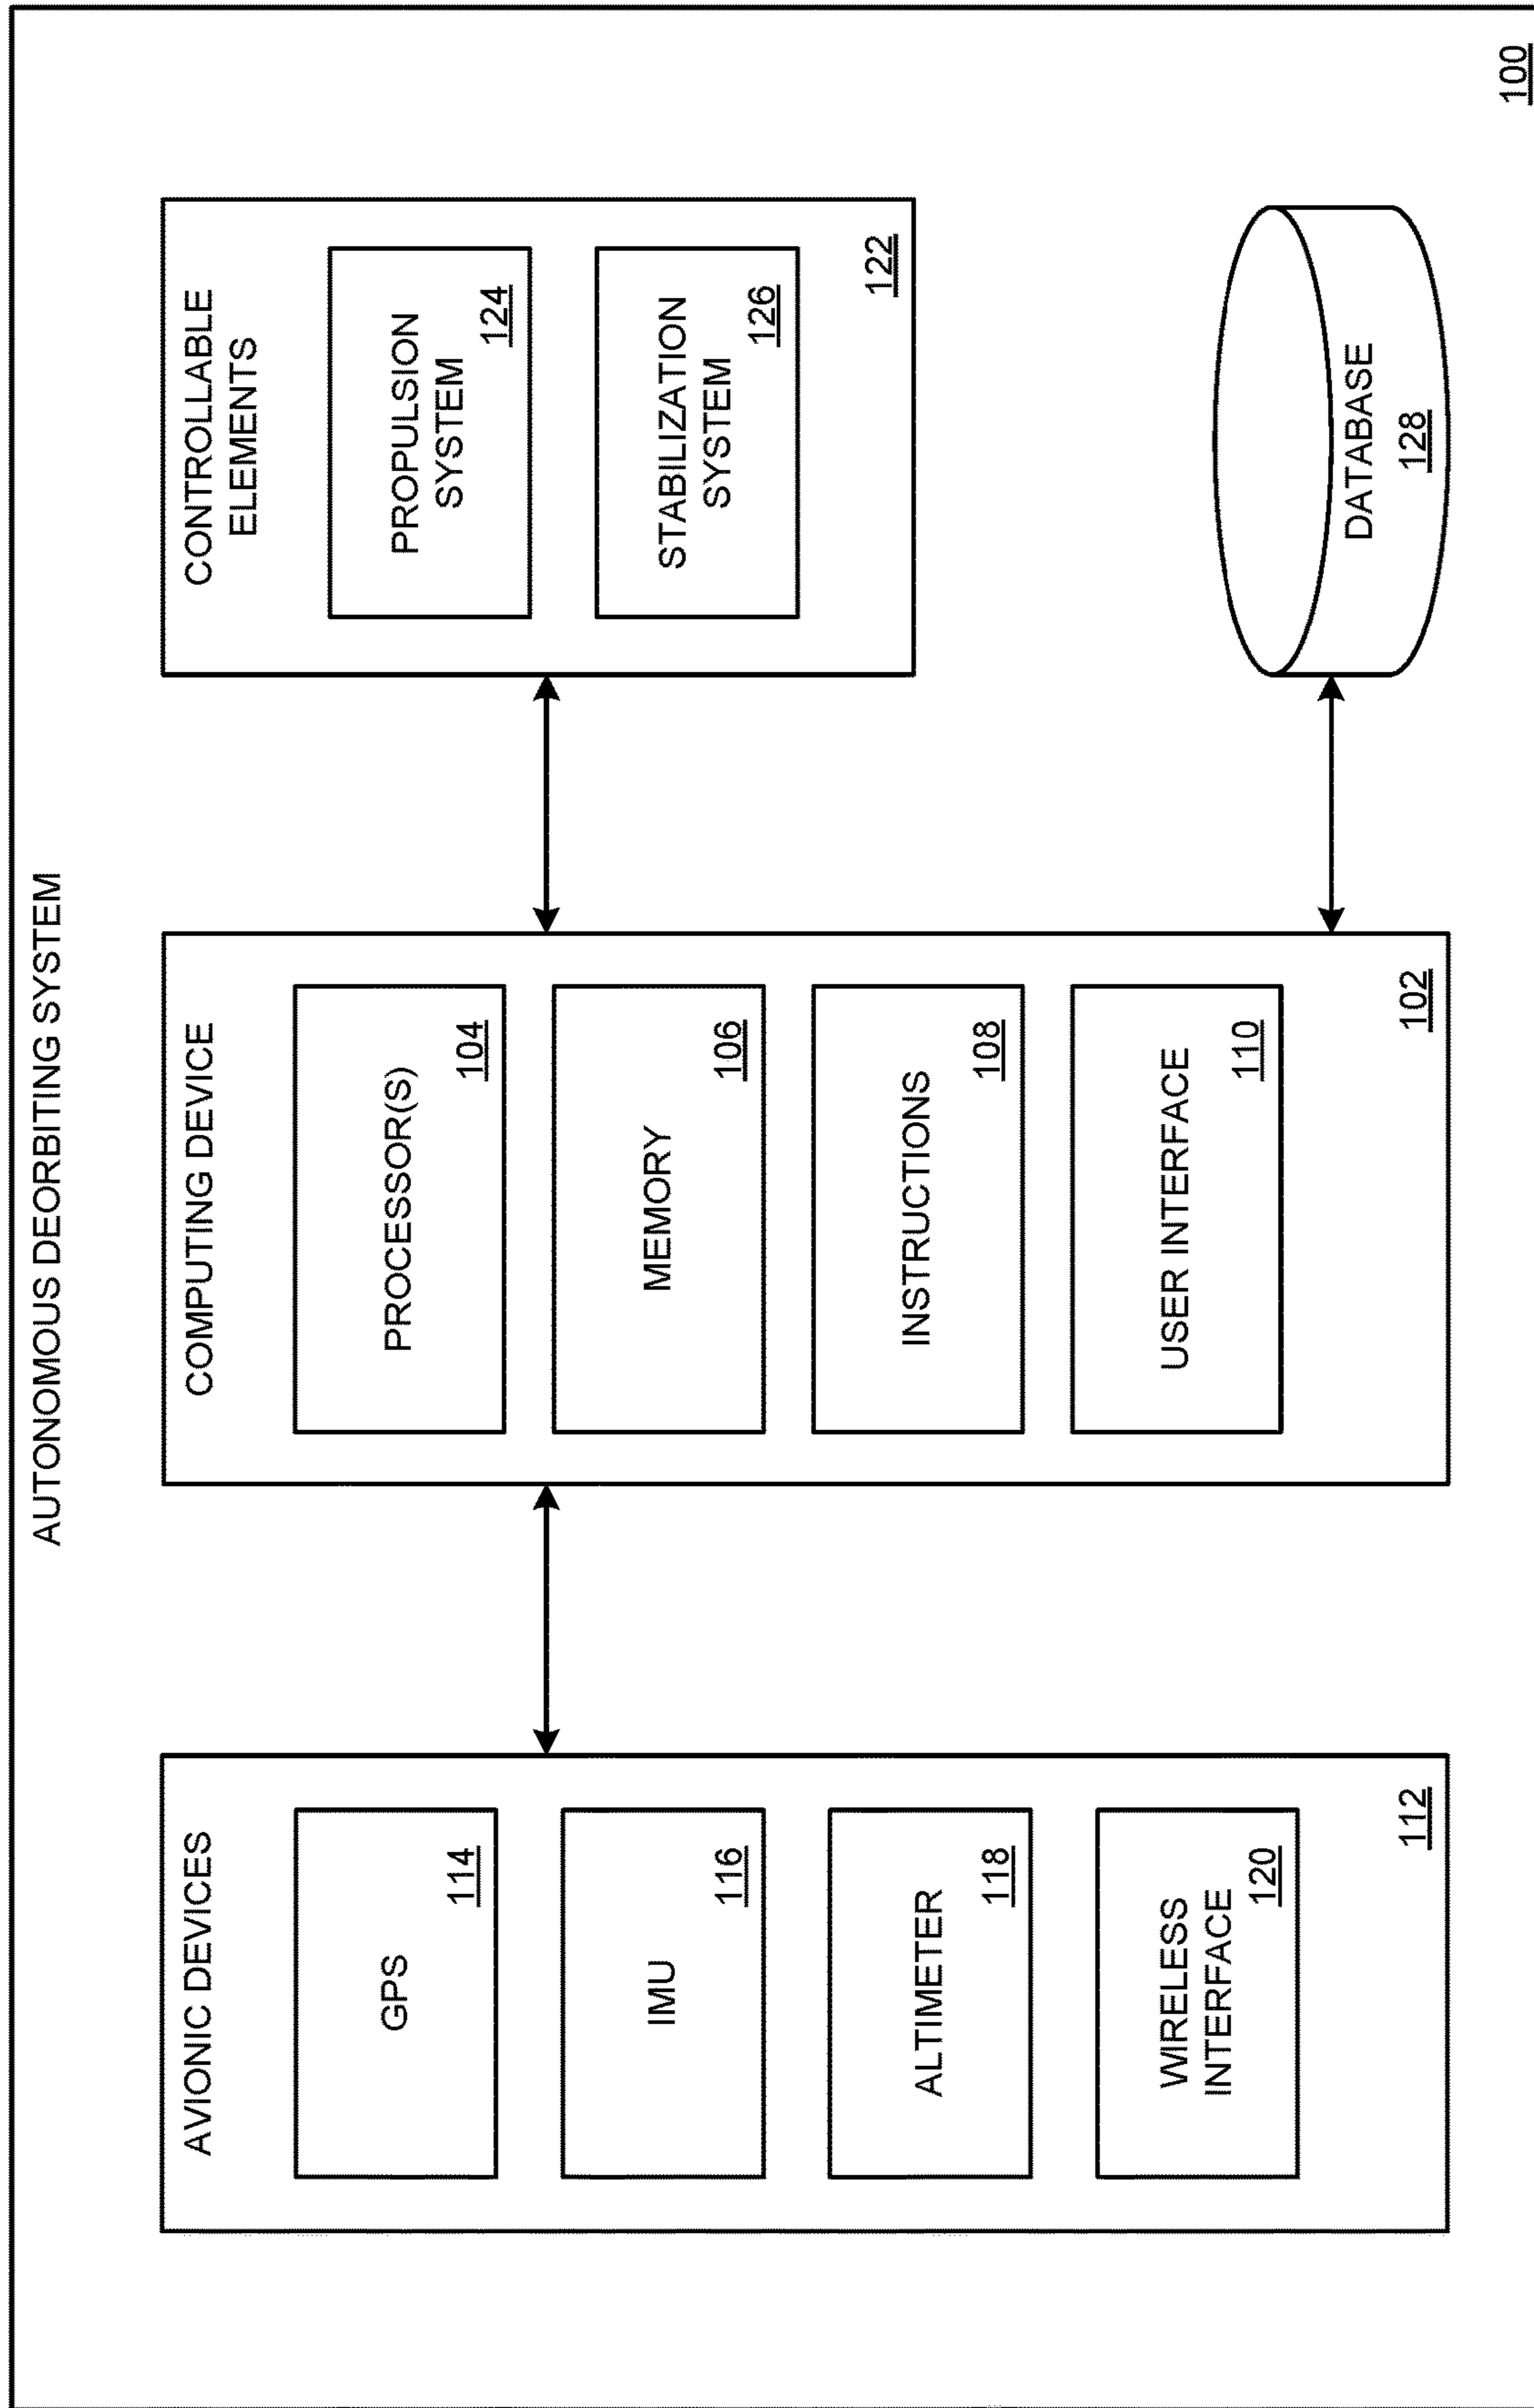 AUTONOMOUS DEORBITING SYSTEM
AVIONIC DEVICES
GPS
114
IMU
116
ALTIMETER
118
WIRELESS
INTERFACE
120
112
COMPUTING DEVICE
PROCESSOR(S)
104
MEMORY
106
INSTRUCTIONS
108
USER INTERFACE
110
102
CONTROLLABLE
ELEMENTS
PROPULSION
SYSTEM
124
STABILIZATION
SYSTEM
126
122
DATABASE
128
100